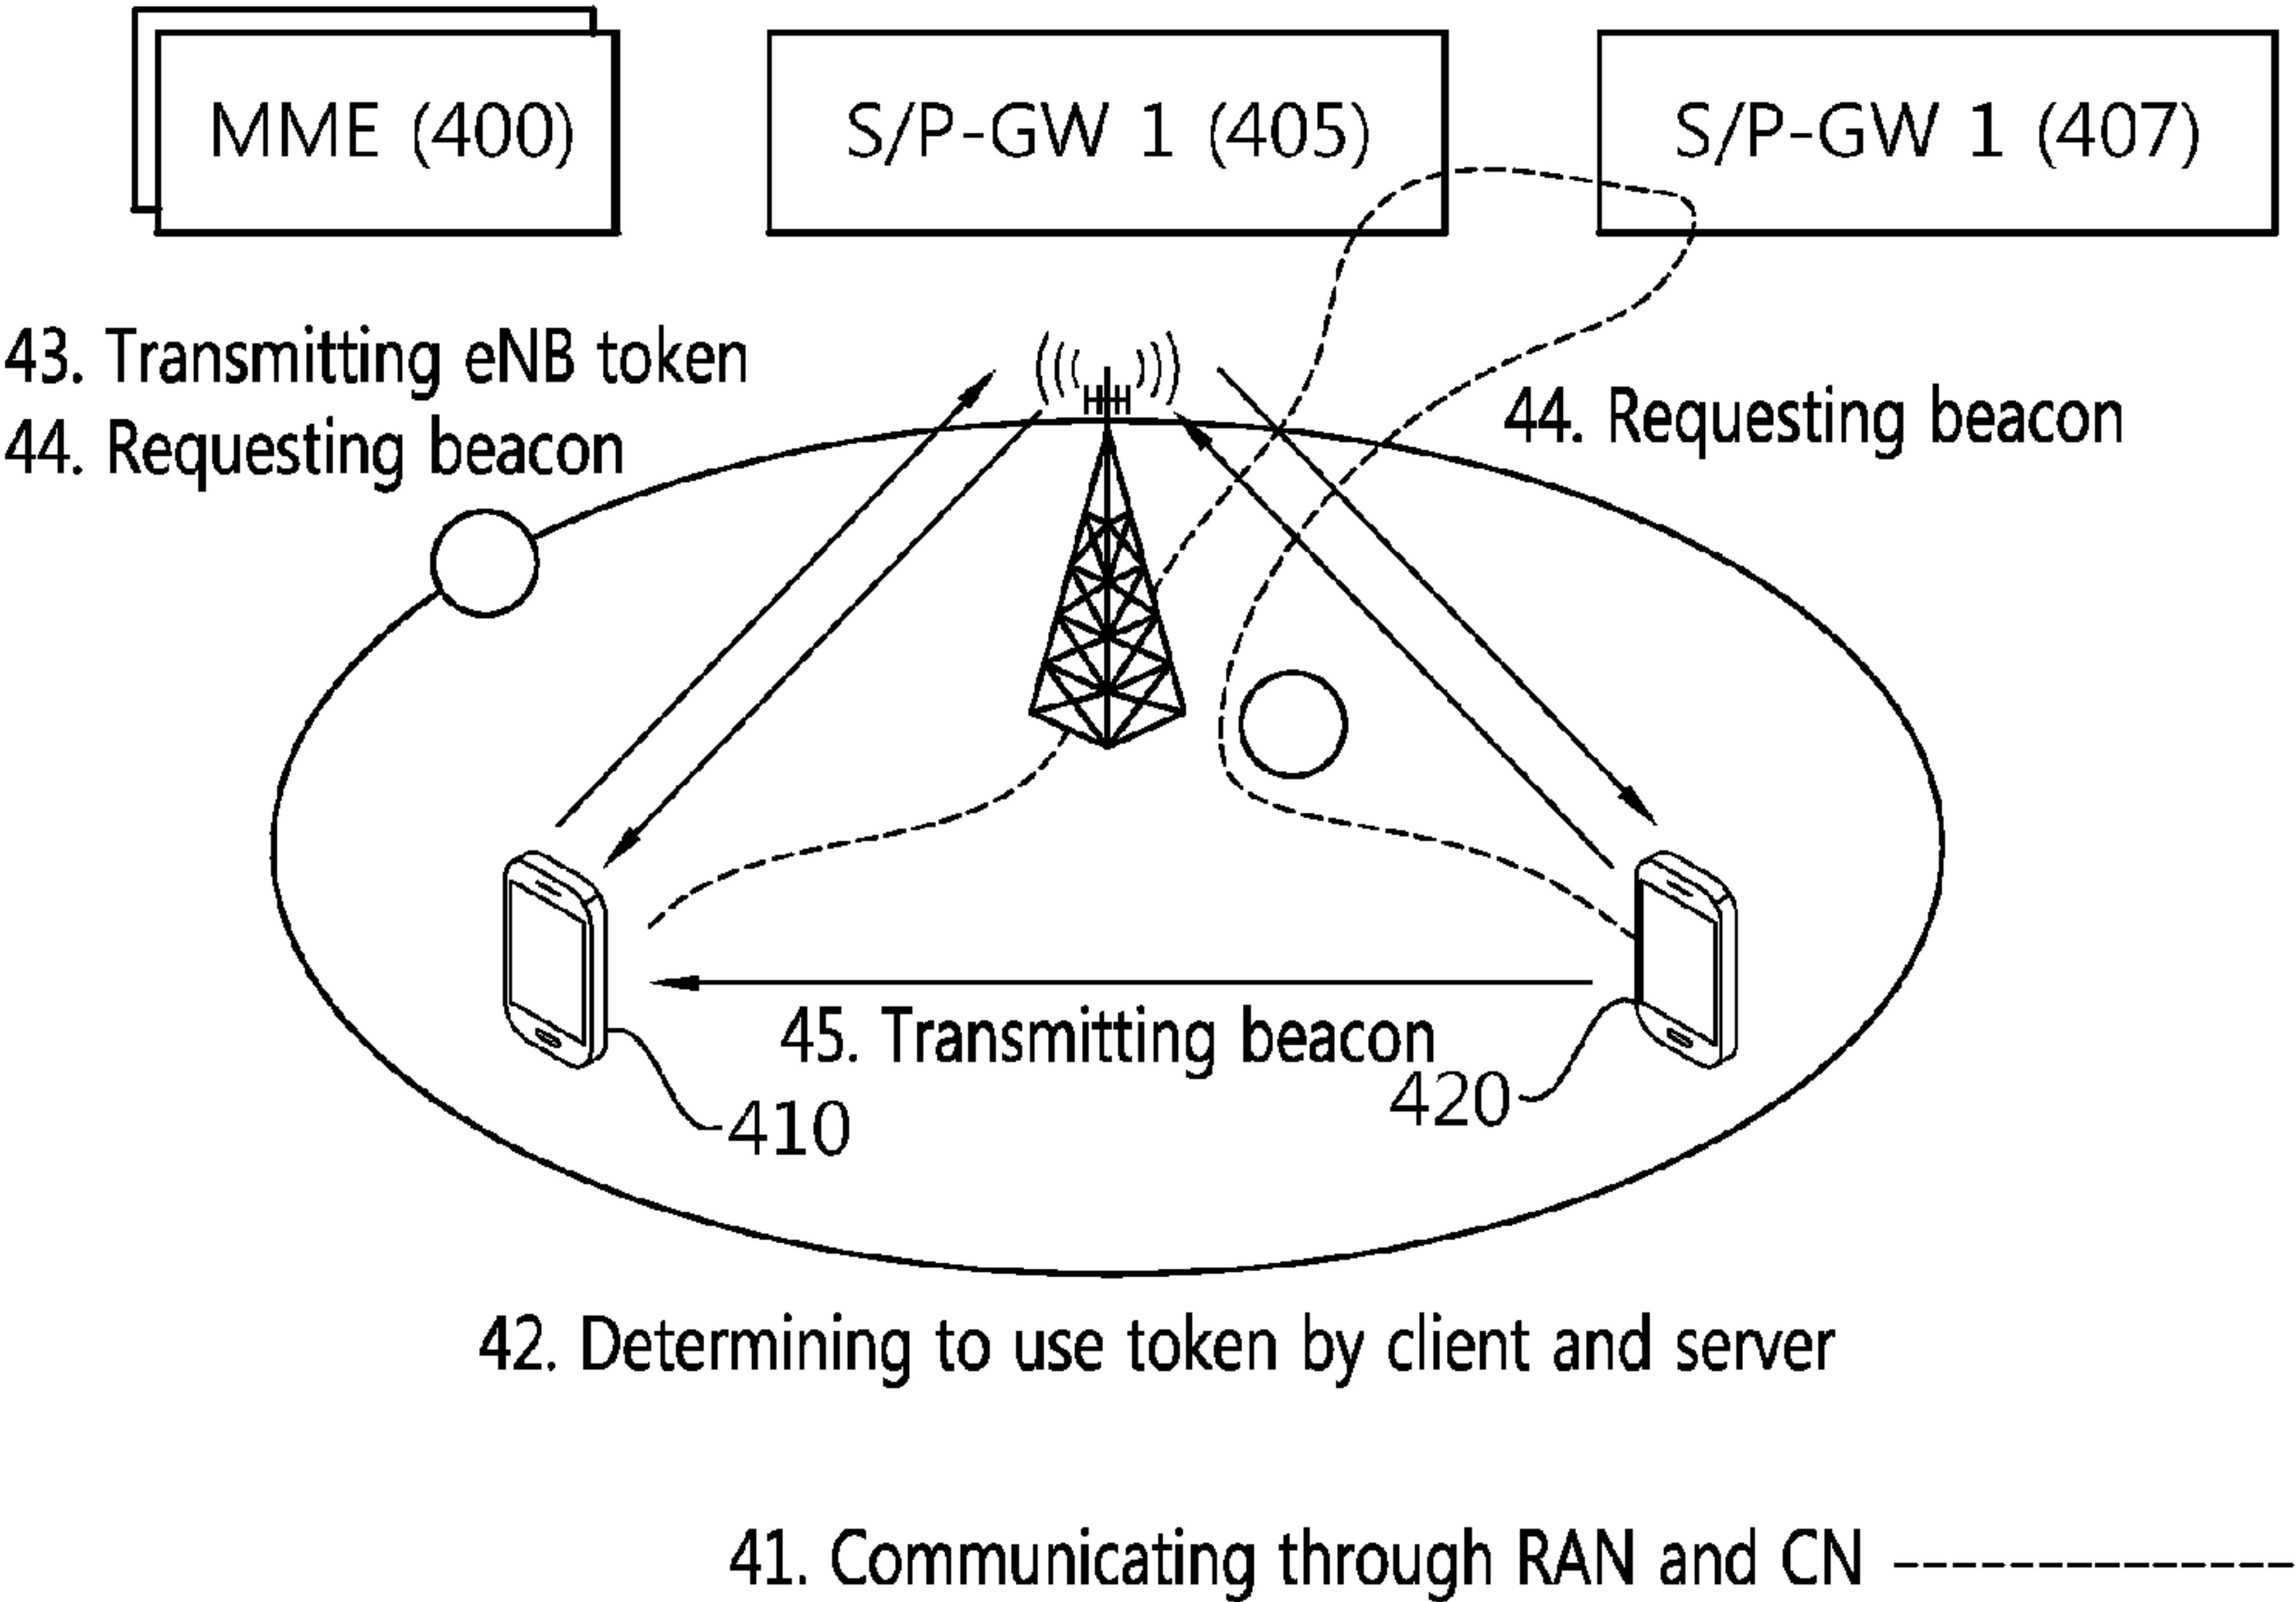 MME (400)
S/P-GW 1 (405)
S/P-GW 1 (407)
43. Transmitting eNB token
44. Requesting beacon
44. Requesting beacon
45. Transmitting beacon
410
420
42. Determining to use token by client and server
41. Communicating through RAN and CN